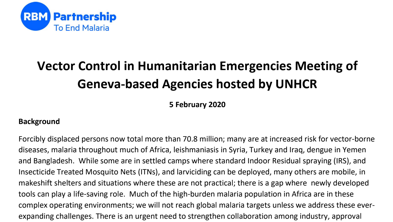 RBM Partnership
To End Malaria
Vector Control in Humanitarian Emergencies Meeting of
Geneva-based Agencies hosted by UNHCR
5 February 2020
Background
Forcibly displaced persons now total more than 70.8 million; many are at increased risk for vector-borne
diseases, malaria throughout much of Africa, leishmaniasis in Syria, Turkey and Iraq, dengue in Yemen
and Bangladesh. While some are in settled camps where standard Indoor Residual spraying (IRS), and
Insecticide Treated Mosquito Nets (ITNs), and larviciding can be deployed, many others are mobile, in
makeshift shelters and situations where these are not practical; there is a gap where newly developed
tools can play a life-saving role. Much of the high-burden malaria population in Africa are in these
complex operating environments; we will not reach global malaria targets unless we address these ever-
expanding challenges. There is an urgent need to strengthen collaboration among industry, approval